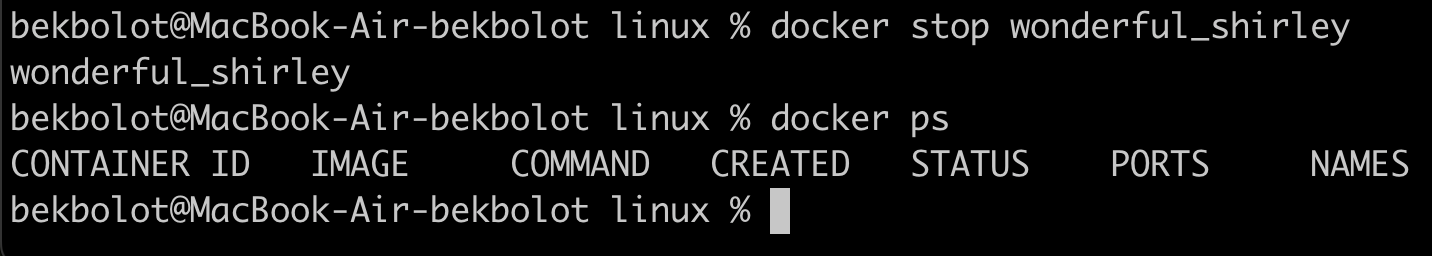 bekbolot@MacBook-Air-bekbolot linux % docker stop wonderful_shirley
wonderful_shirley
bekbolot@MacBook-Air-bekbolot linux % docker ps
CONTAINER ID   IMAGE     COMMAND   CREATED   STATUS    PORTS     NAMES
bekbolot@MacBook-Air-bekbolot linux %